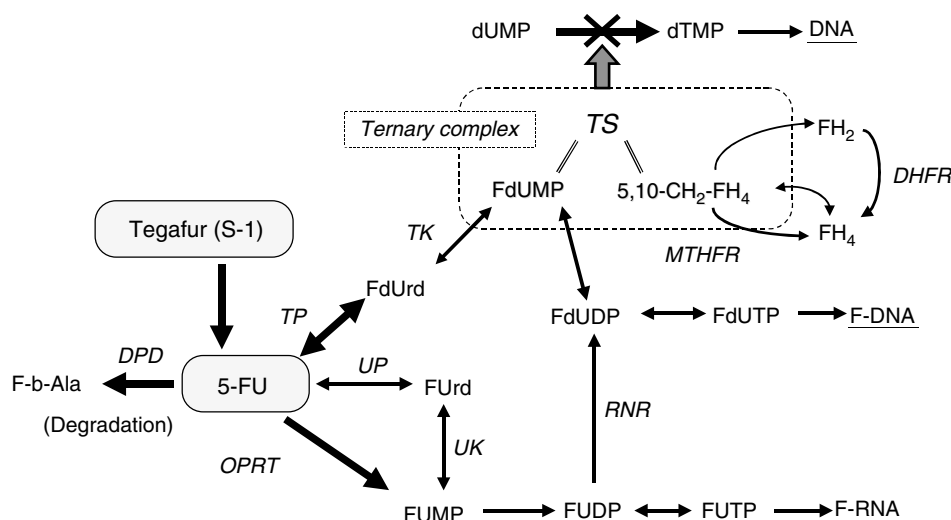 dUMP dTMP DNA
Ternary complex
TS
FH2
DHFR
FdUMP 5,10-CH2-FH4
Tegafur (S-1)
TK
MTHFR
FH4
FdUrd
TP
FdUDP FdUTP F-DNA
DPD
UP
F-b-Ala 5-FU FUrd
RNR
(Degradation)
UK
OPRT
FUMP FUDP FUTP F-RNA